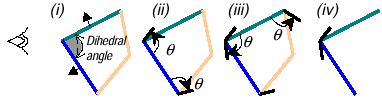 (i) (ii) (iii) (iv)
Dihedral
angle
θ θ θ
θ